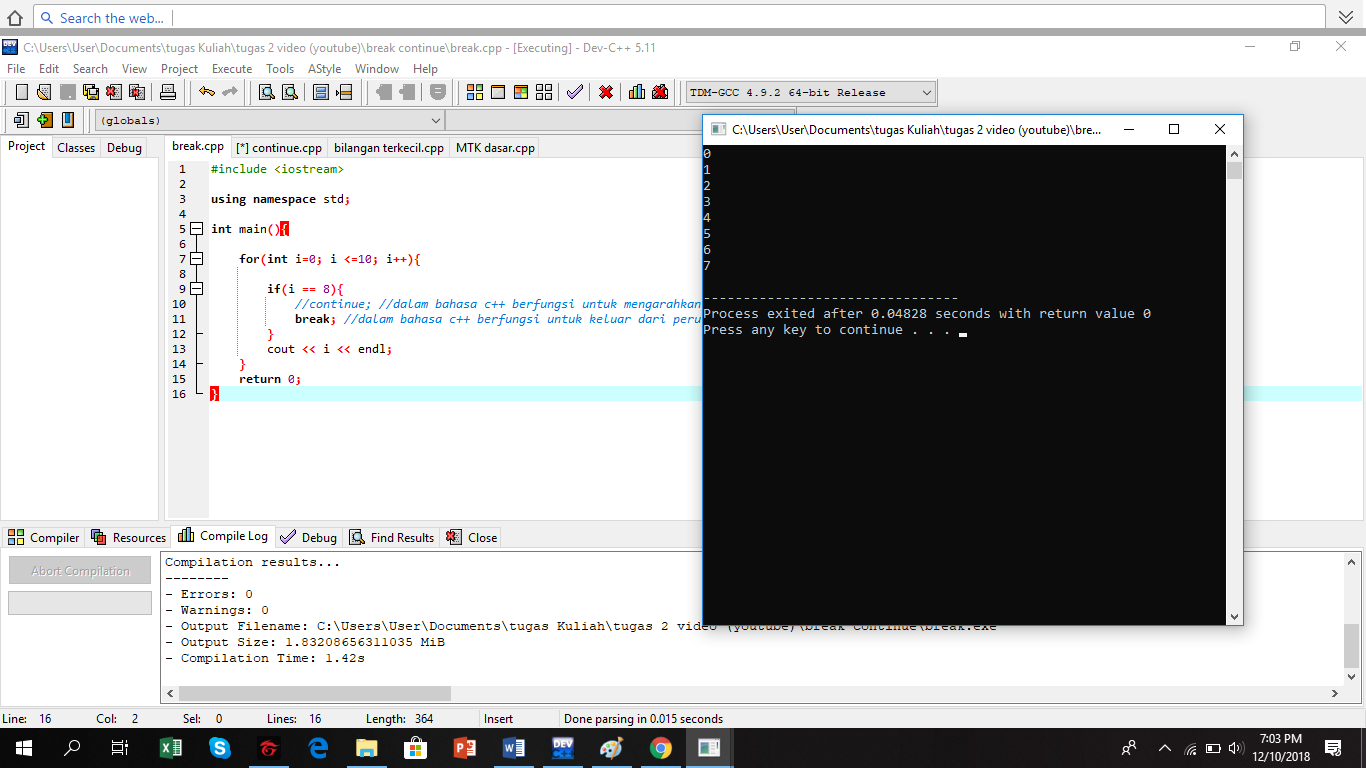 Search the web...
C:\Users\User\Documents\tugas Kuliah\tugas 2 video (youtube)\break continue\break.cpp - [Executing] - Dev-C++ 5.11
File Edit Search View Project Execute Tools AStyle Window Help
TDM-GCC 4.9.2 64-bit Release
(globals)
Project Classes Debug
break.cpp [*] continue.cpp bilangan terkecil.cpp MTK dasar.cpp
1 #include <iostream>
2
3 using namespace std;
4
5 int main(){
6
7 for(int i=0; i <=10; i++){
8
9 if(i == 8){
10 //continue; //dalam bahasa c++ berfungsi untuk mengarahkan
11 break; //dalam bahasa c++ berfungsi untuk keluar dari peru
12 }
13 cout << i << endl;
14 }
15 return 0;
16 }
C:\Users\User\Documents\tugas Kuliah\tugas 2 video (youtube)\bre...
0
1
2
3
4
5
6
7
--------------------------------
Process exited after 0.04828 seconds with return value 0
Press any key to continue . . .
Compiler Resources Compile Log Debug Find Results Close
Abort Compilation
Compilation results...
--------
- Errors: 0
- Warnings: 0
- Output Filename: C:\Users\User\Documents\tugas Kuliah\tugas 2 video (youtube)\break continue\break.exe
- Output Size: 1.83208656311035 MiB
- Compilation Time: 1.42s
Line: 16 Col: 2 Sel: 0 Lines: 16 Length: 364 Insert Done parsing in 0.015 seconds
DEV
7:03 PM
12/10/2018